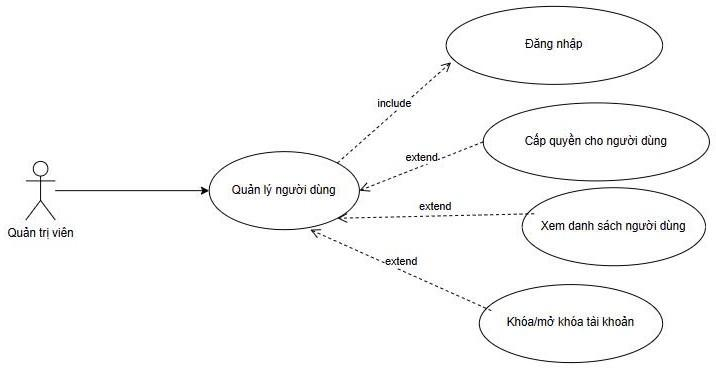 Đăng nhập
include
Cấp quyền cho người dùng
extend
Quản lý người dùng
extend
Xem danh sách người dùng
Quản trị viên
extend
Khóa/mở khóa tài khoản